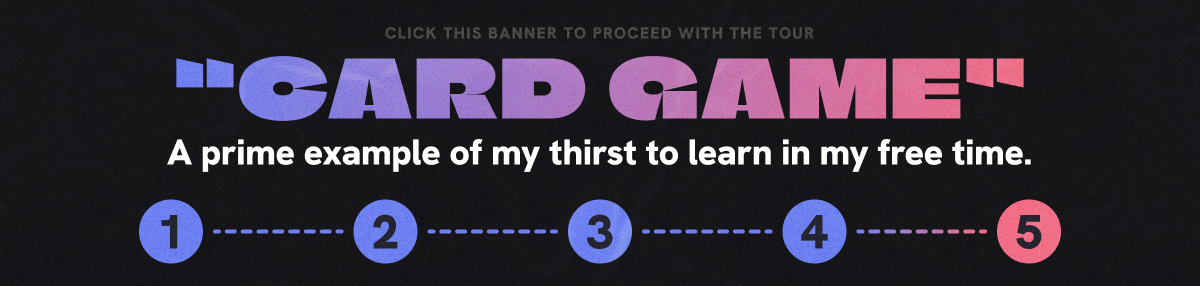 CLICK THIS BANNER TO PROCEED WITH THE TOUR
"CARD GAME"
A prime example of my thirst to learn in my free time.
1 2 3 4 5